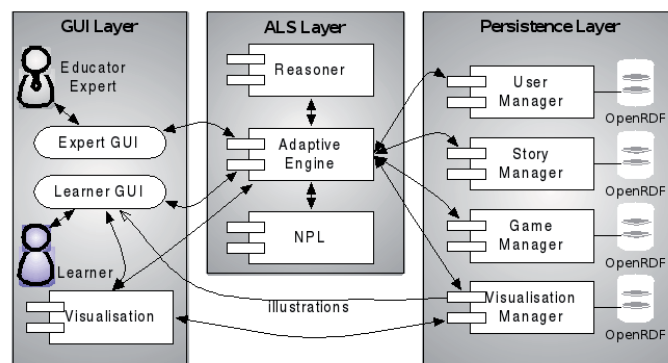 GUI Layer
Educator
Expert
Expert GUI
Learner GUI
Learner
Visualisation
ALS Layer
Reasoner
Adaptive
Engine
NPL
illustrations
Persistence Layer
User
Manager
OpenRDF
Story
Manager
OpenRDF
Game
Manager
OpenRDF
Visualisation
Manager
OpenRDF